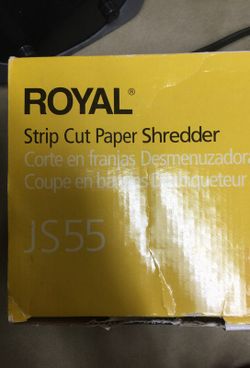 ROYAL®
Strip Cut Paper Shredder
Corte en franjas Desmenuzadora
Coupe en
JS55